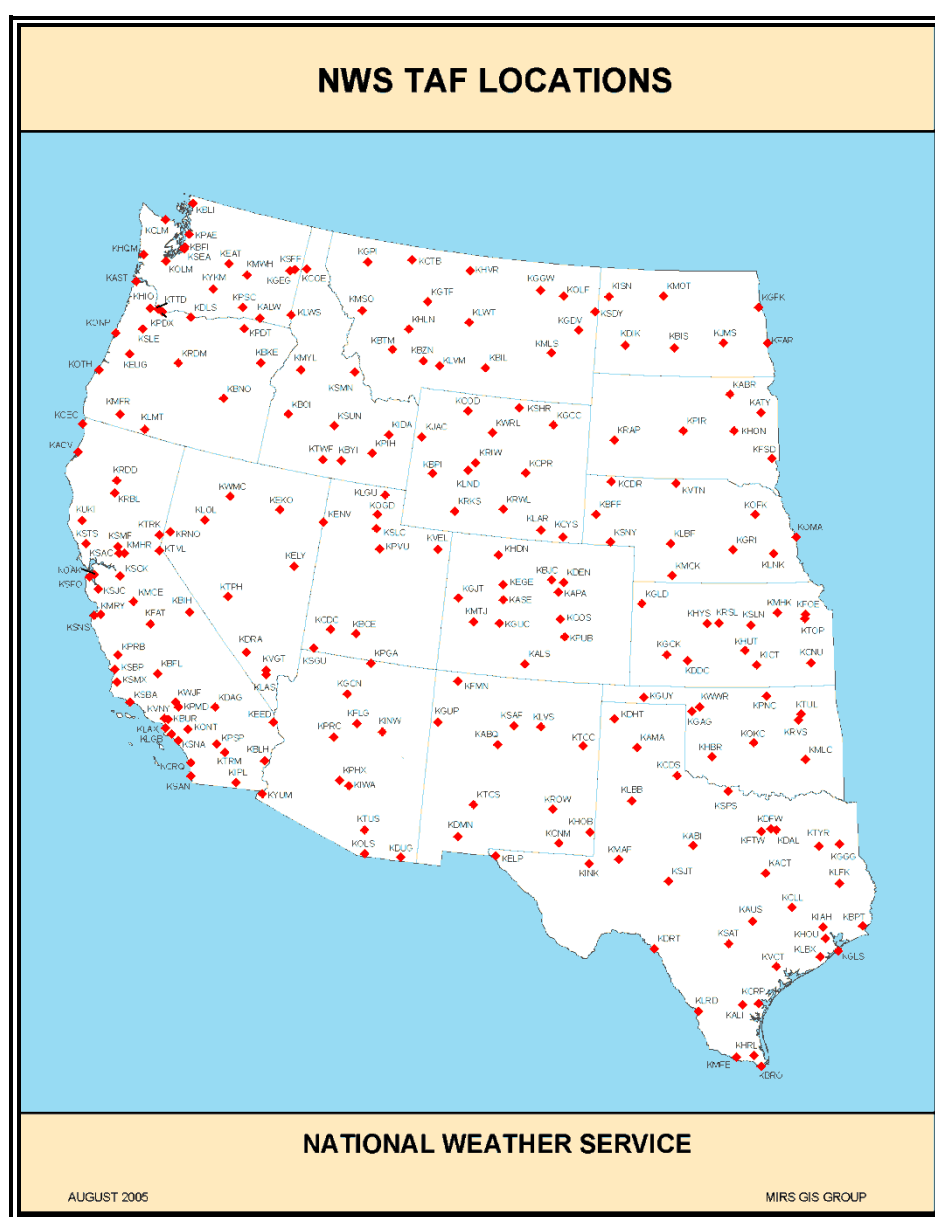 NWS TAF LOCATIONS
KBLI
KCLM
KPAE
KHQM
KBFI
KSEA
KOLM
KEAT
KMWH
KSFF
KGEG
KCOE
KAST
KYKM
KHIO
KTTD
KDLS
KPSC
KALW
KLWS
KONP
KPDX
KSLE
KPDT
KEUG
KRDM
KBKE
KOTH
KBNO
KMFR
KLMT
KCEC
KACV
KGPI
KCTB
KHVR
KGGW
KOLF
KMSO
KGTF
KSDY
KHLN
KLWT
KGDV
KBTM
KBZN
KLVM
KBIL
KMLS
KISN
KMOT
KGFK
KDIK
KBIS
KJMS
KFAR
KMYL
KSMN
KBOI
KSUN
KIDA
KTWF
KBYI
KPIH
KCOD
KSHR
KJAC
KWRL
KGCC
KRIW
KBPI
KLND
KCPR
KRKS
KRWL
KLAR
KCYS
KABR
KATY
KRAP
KPIR
KHON
KFSD
KCDR
KVTN
KBFF
KOFK
KOMA
KSNY
KLBF
KGRI
KLNK
KMCK
KRDD
KRBL
KWMC
KEKO
KLOL
KUKI
KTRK
KRNO
KSTS
KSMF
KSAC
KMHR
KTVL
KELY
KOAK
KSFO
KSCK
KSJC
KMCE
KTPH
KMRY
KSNS
KFAT
KBIH
KPRB
KDRA
KSBP
KBFL
KVGT
KSMX
KLAS
KSBA
KWJF
KPMD
KDAG
KVNY
KBUR
KEED
KLAX
KLGB
KONT
KSNA
KPSP
KBLH
KCRQ
KTRM
KSAN
KIPL
KYUM
KLGU
KOGD
KENV
KSLC
KPVU
KVEL
KCDC
KBCE
KSGU
KPGA
KHDN
KBJC
KDEN
KEGE
KGJT
KASE
KAPA
KMTJ
KGUC
KCOS
KPUB
KALS
KGLD
KMHK
KFOE
KHYS
KRSL
KSLN
KTOP
KGCK
KHUT
KDDC
KICT
KCNU
KGCN
KFLG
KINW
KPRC
KPHX
KIWA
KTUS
KOLS
KDUG
KFMN
KGUP
KSAF
KLVS
KABQ
KTCC
KTCS
KROW
KDMN
KHOB
KCNM
KELP
KINK
KGUY
KWWR
KPNC
KDHT
KGAG
KTUL
KRVS
KAMA
KOKC
KHBR
KMLC
KCDS
KLBB
KSPS
KDFW
KFTW
KDAL
KTYR
KGGG
KABI
KMAF
KSJT
KACT
KLFK
KCLL
KAUS
KIAH
KBPT
KHOU
KSAT
KLBX
KGLS
KDRT
KVCT
KCRP
KLRD
KALI
KHRL
KMFE
KBRO
NATIONAL WEATHER SERVICE
AUGUST 2005
MIRS GIS GROUP